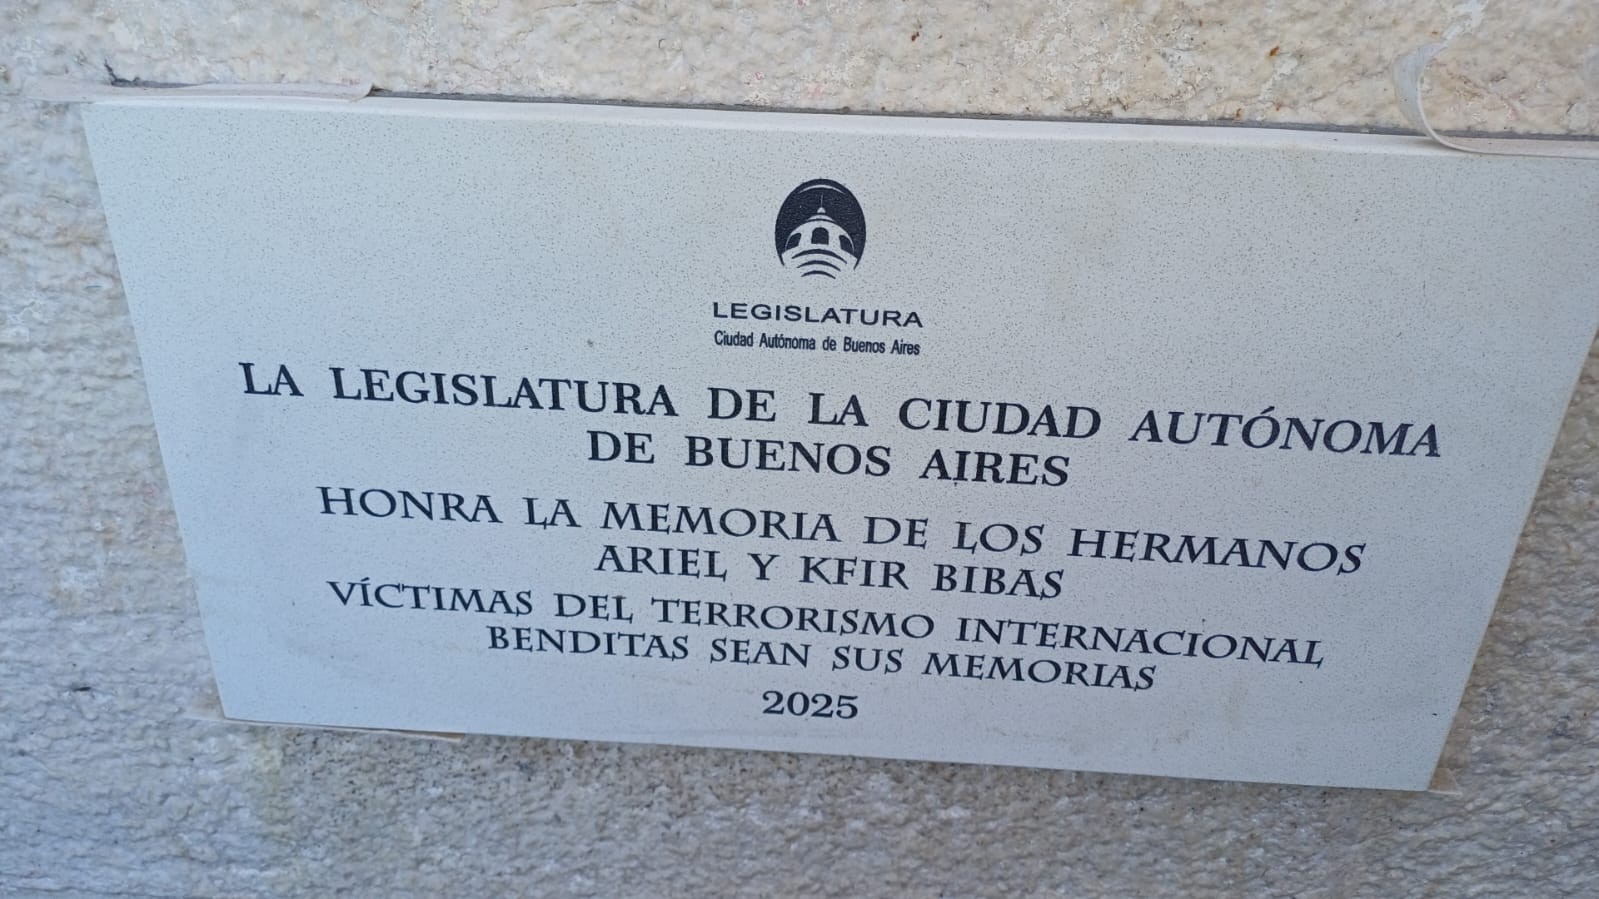 LEGISLATURA
Ciudad Autónoma de Buenos Aires
LA LEGISLATURA DE LA CIUDAD AUTÓNOMA
DE BUENOS AIRES
HONRA LA MEMORIA DE LOS HERMANOS
ARIEL Y KFIR BIBAS
VÍCTIMAS DEL TERRORISMO INTERNACIONAL
BENDITAS SEAN SUS MEMORIAS
2025